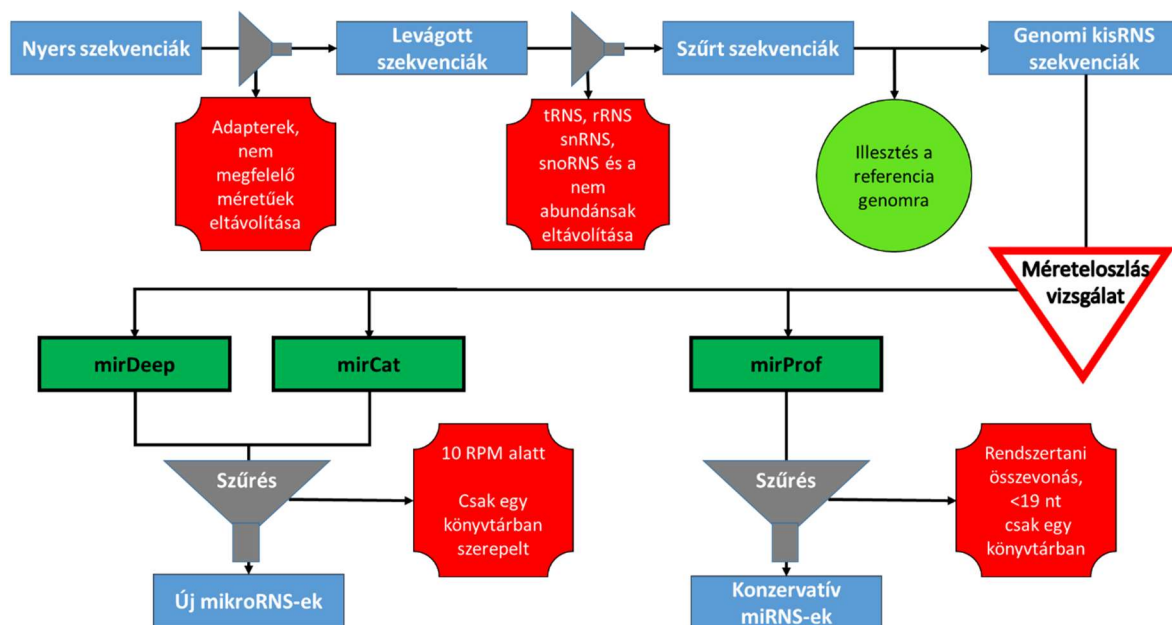 Nyers szekvenciák
Levágott
szekvenciák
Szűrt szekvenciák
Genomi kisRNS
szekvenciák
Adapterek,
nem
megfelelő
méretűek
eltávolítása
tRNS, rRNS
snRNS,
snoRNS és a
nem
abundánsak
eltávolítása
Illesztés a
referencia
genomra
Méreteloszlás
vizsgálat
mirDeep
mirCat
mirProf
Szűrés
10 RPM alatt
Csak egy
könyvtárban
szerepelt
Szűrés
Rendszertani
összevonás,
<19 nt
csak egy
könyvtárban
Új mikroRNS-ek
Konzervatív
miRNS-ek